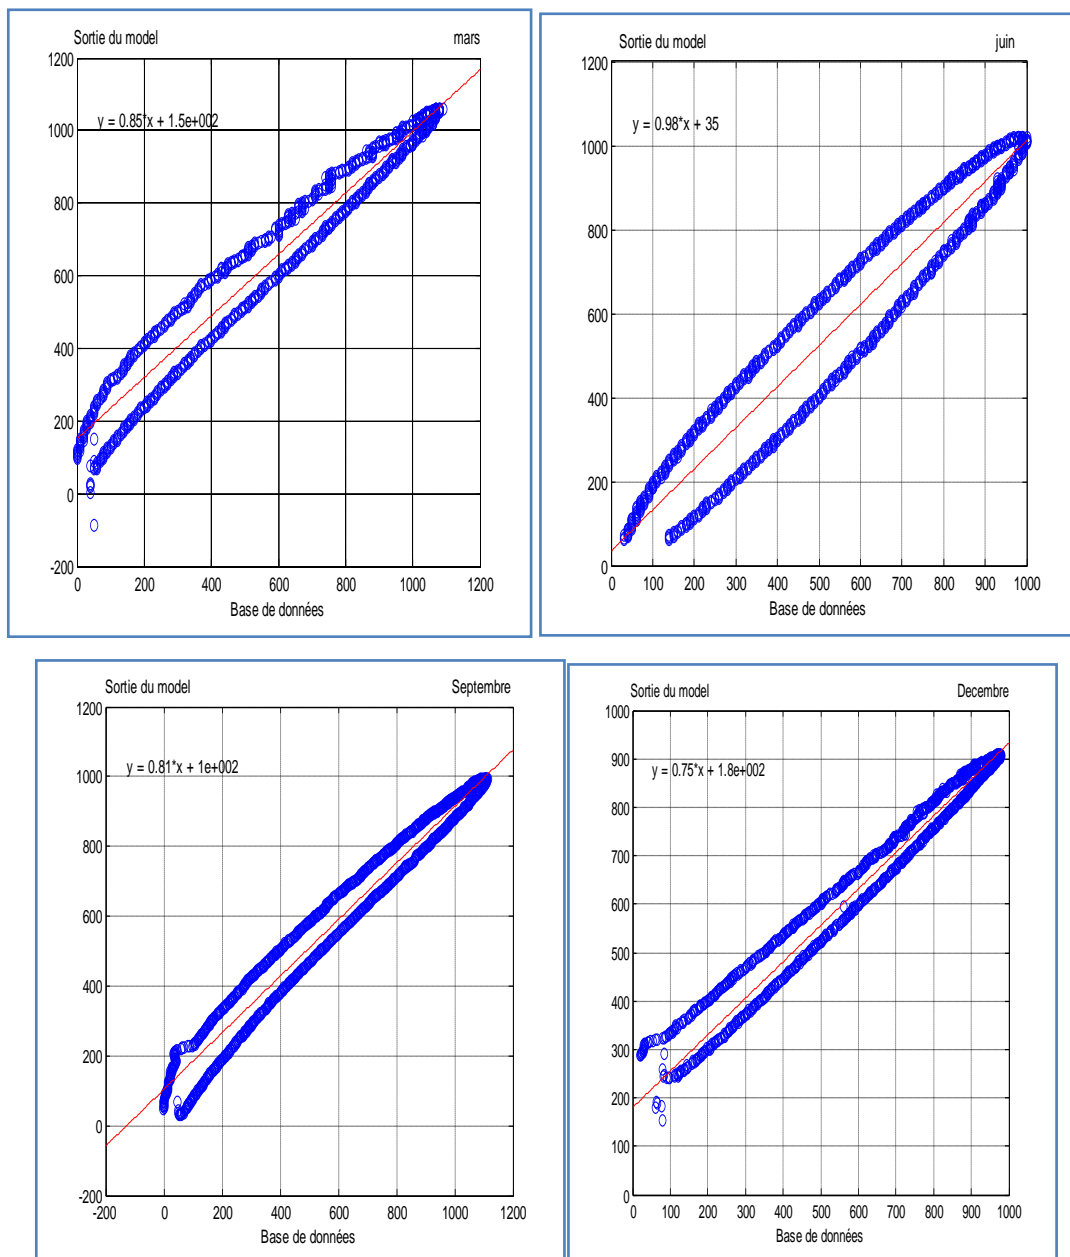 Sortie du model mars
1200
1000
800
600
400
200
0
-200
y = 0.85*x + 1.5e+002
0 200 400 600 800 1000 1200
Base de données
Sortie du model juin
1200
1000
800
600
400
200
0
y = 0.98*x + 35
0 100 200 300 400 500 600 700 800 900 1000
Base de données
Sortie du model Septembre
1200
1000
800
600
400
200
0
-200
y = 0.81*x + 1e+002
-200 0 200 400 600 800 1000 1200
Base de données
Sortie du model Decembre
1000
900
800
700
600
500
400
300
200
100
0
y = 0.75*x + 1.8e+002
0 100 200 300 400 500 600 700 800 900 1000
Base de données